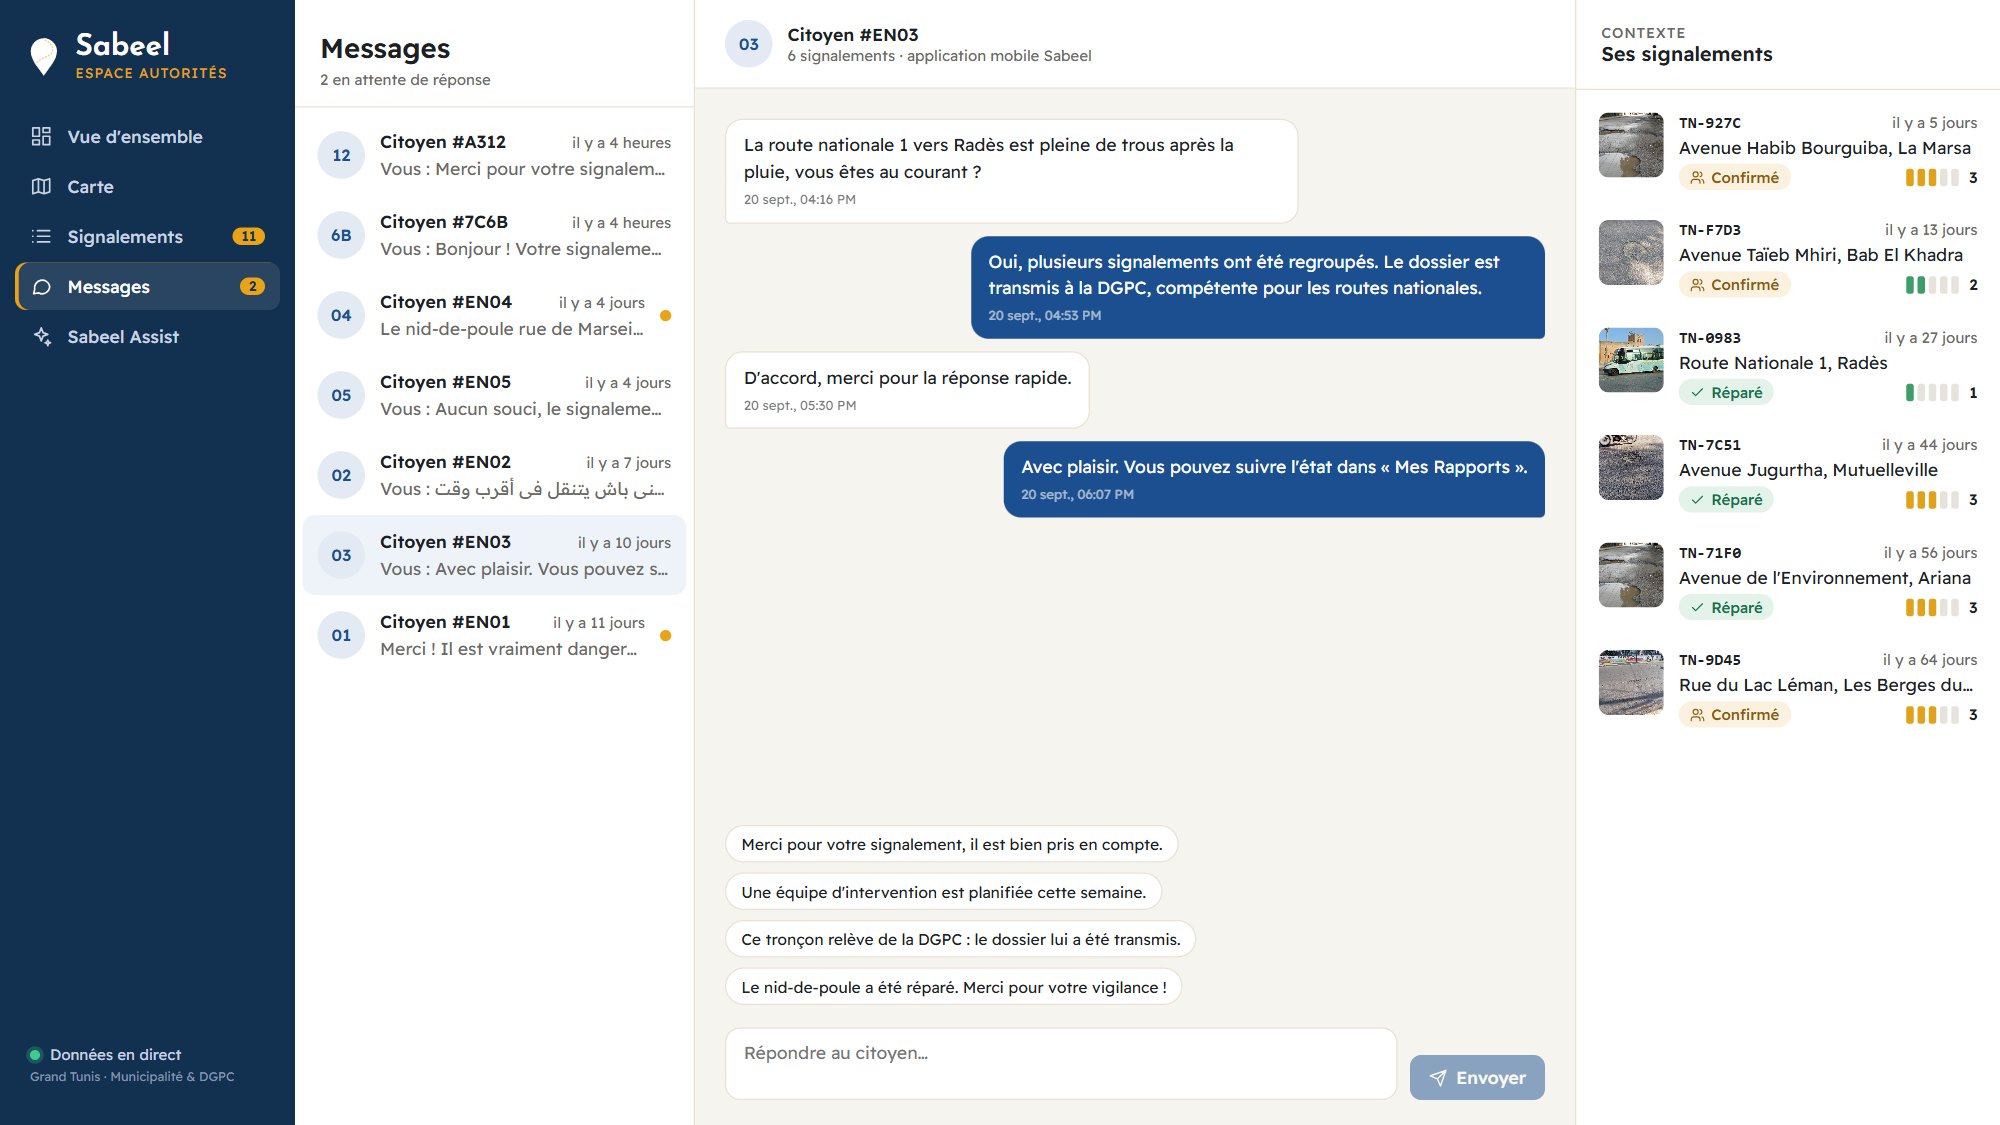 Sabeel
ESPACE AUTORITÉS
Vue d'ensemble
Carte
Signalements 11
Messages 2
Sabeel Assist
Données en direct
Grand Tunis · Municipalité & DGPC
Messages
2 en attente de réponse
12
Citoyen #A312 il y a 4 heures
Vous : Merci pour votre signalem...
6B
Citoyen #7C6B il y a 4 heures
Vous : Bonjour ! Votre signaleme...
04
Citoyen #EN04 il y a 4 jours
Le nid-de-poule rue de Marsei...
05
Citoyen #EN05 il y a 4 jours
Vous : Aucun souci, le signaleme...
02
Citoyen #EN02 il y a 7 jours
Vous : نى باش يتنقل فى أقرب وقت...
03
Citoyen #EN03 il y a 10 jours
Vous : Avec plaisir. Vous pouvez s...
01
Citoyen #EN01 il y a 11 jours
Merci ! Il est vraiment danger...
03
Citoyen #EN03
6 signalements · application mobile Sabeel
La route nationale 1 vers Radès est pleine de trous après la
pluie, vous êtes au courant ?
20 sept., 04:16 PM
Oui, plusieurs signalements ont été regroupés. Le dossier est
transmis à la DGPC, compétente pour les routes nationales.
20 sept., 04:53 PM
D'accord, merci pour la réponse rapide.
20 sept., 05:30 PM
Avec plaisir. Vous pouvez suivre l'état dans « Mes Rapports ».
20 sept., 06:07 PM
Merci pour votre signalement, il est bien pris en compte.
Une équipe d'intervention est planifiée cette semaine.
Ce tronçon relève de la DGPC : le dossier lui a été transmis.
Le nid-de-poule a été réparé. Merci pour votre vigilance !
Répondre au citoyen...
Envoyer
CONTEXTE
Ses signalements
TN-927C il y a 5 jours
Avenue Habib Bourguiba, La Marsa
Confirmé 3
TN-F7D3 il y a 13 jours
Avenue Taïeb Mhiri, Bab El Khadra
Confirmé 2
TN-0983 il y a 27 jours
Route Nationale 1, Radès
Réparé 1
TN-7C51 il y a 44 jours
Avenue Jugurtha, Mutuelleville
Réparé 3
TN-71F0 il y a 56 jours
Avenue de l'Environnement, Ariana
Réparé 3
TN-9D45 il y a 64 jours
Rue du Lac Léman, Les Berges du...
Confirmé 3